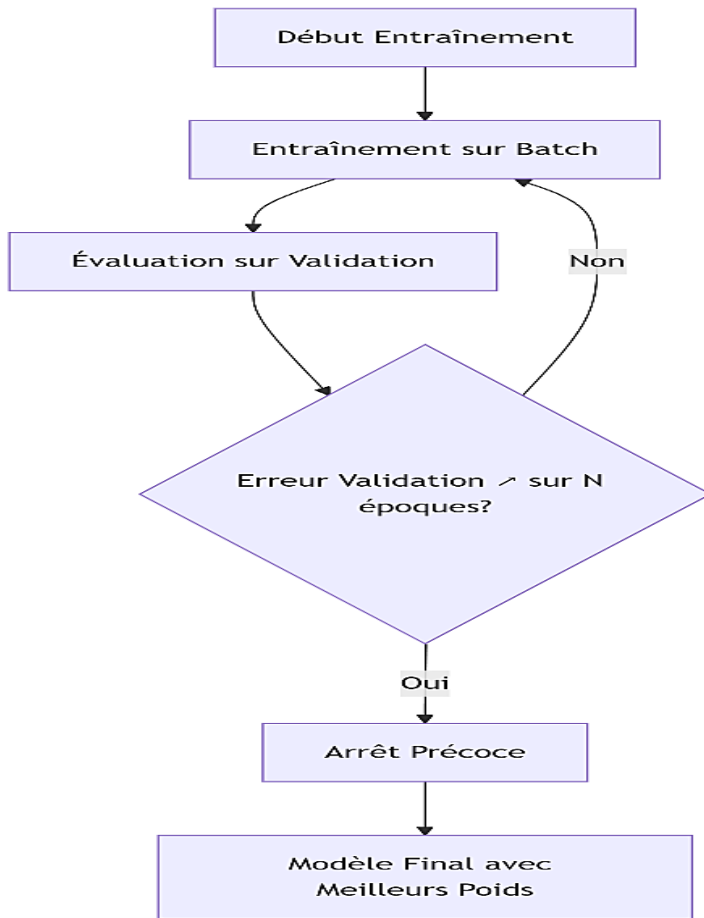 Début Entraînement
Entraînement sur Batch
Évaluation sur Validation
Non
Erreur Validation ↗ sur N
époques?
Oui
Arrêt Précoce
Modèle Final avec
Meilleurs Poids